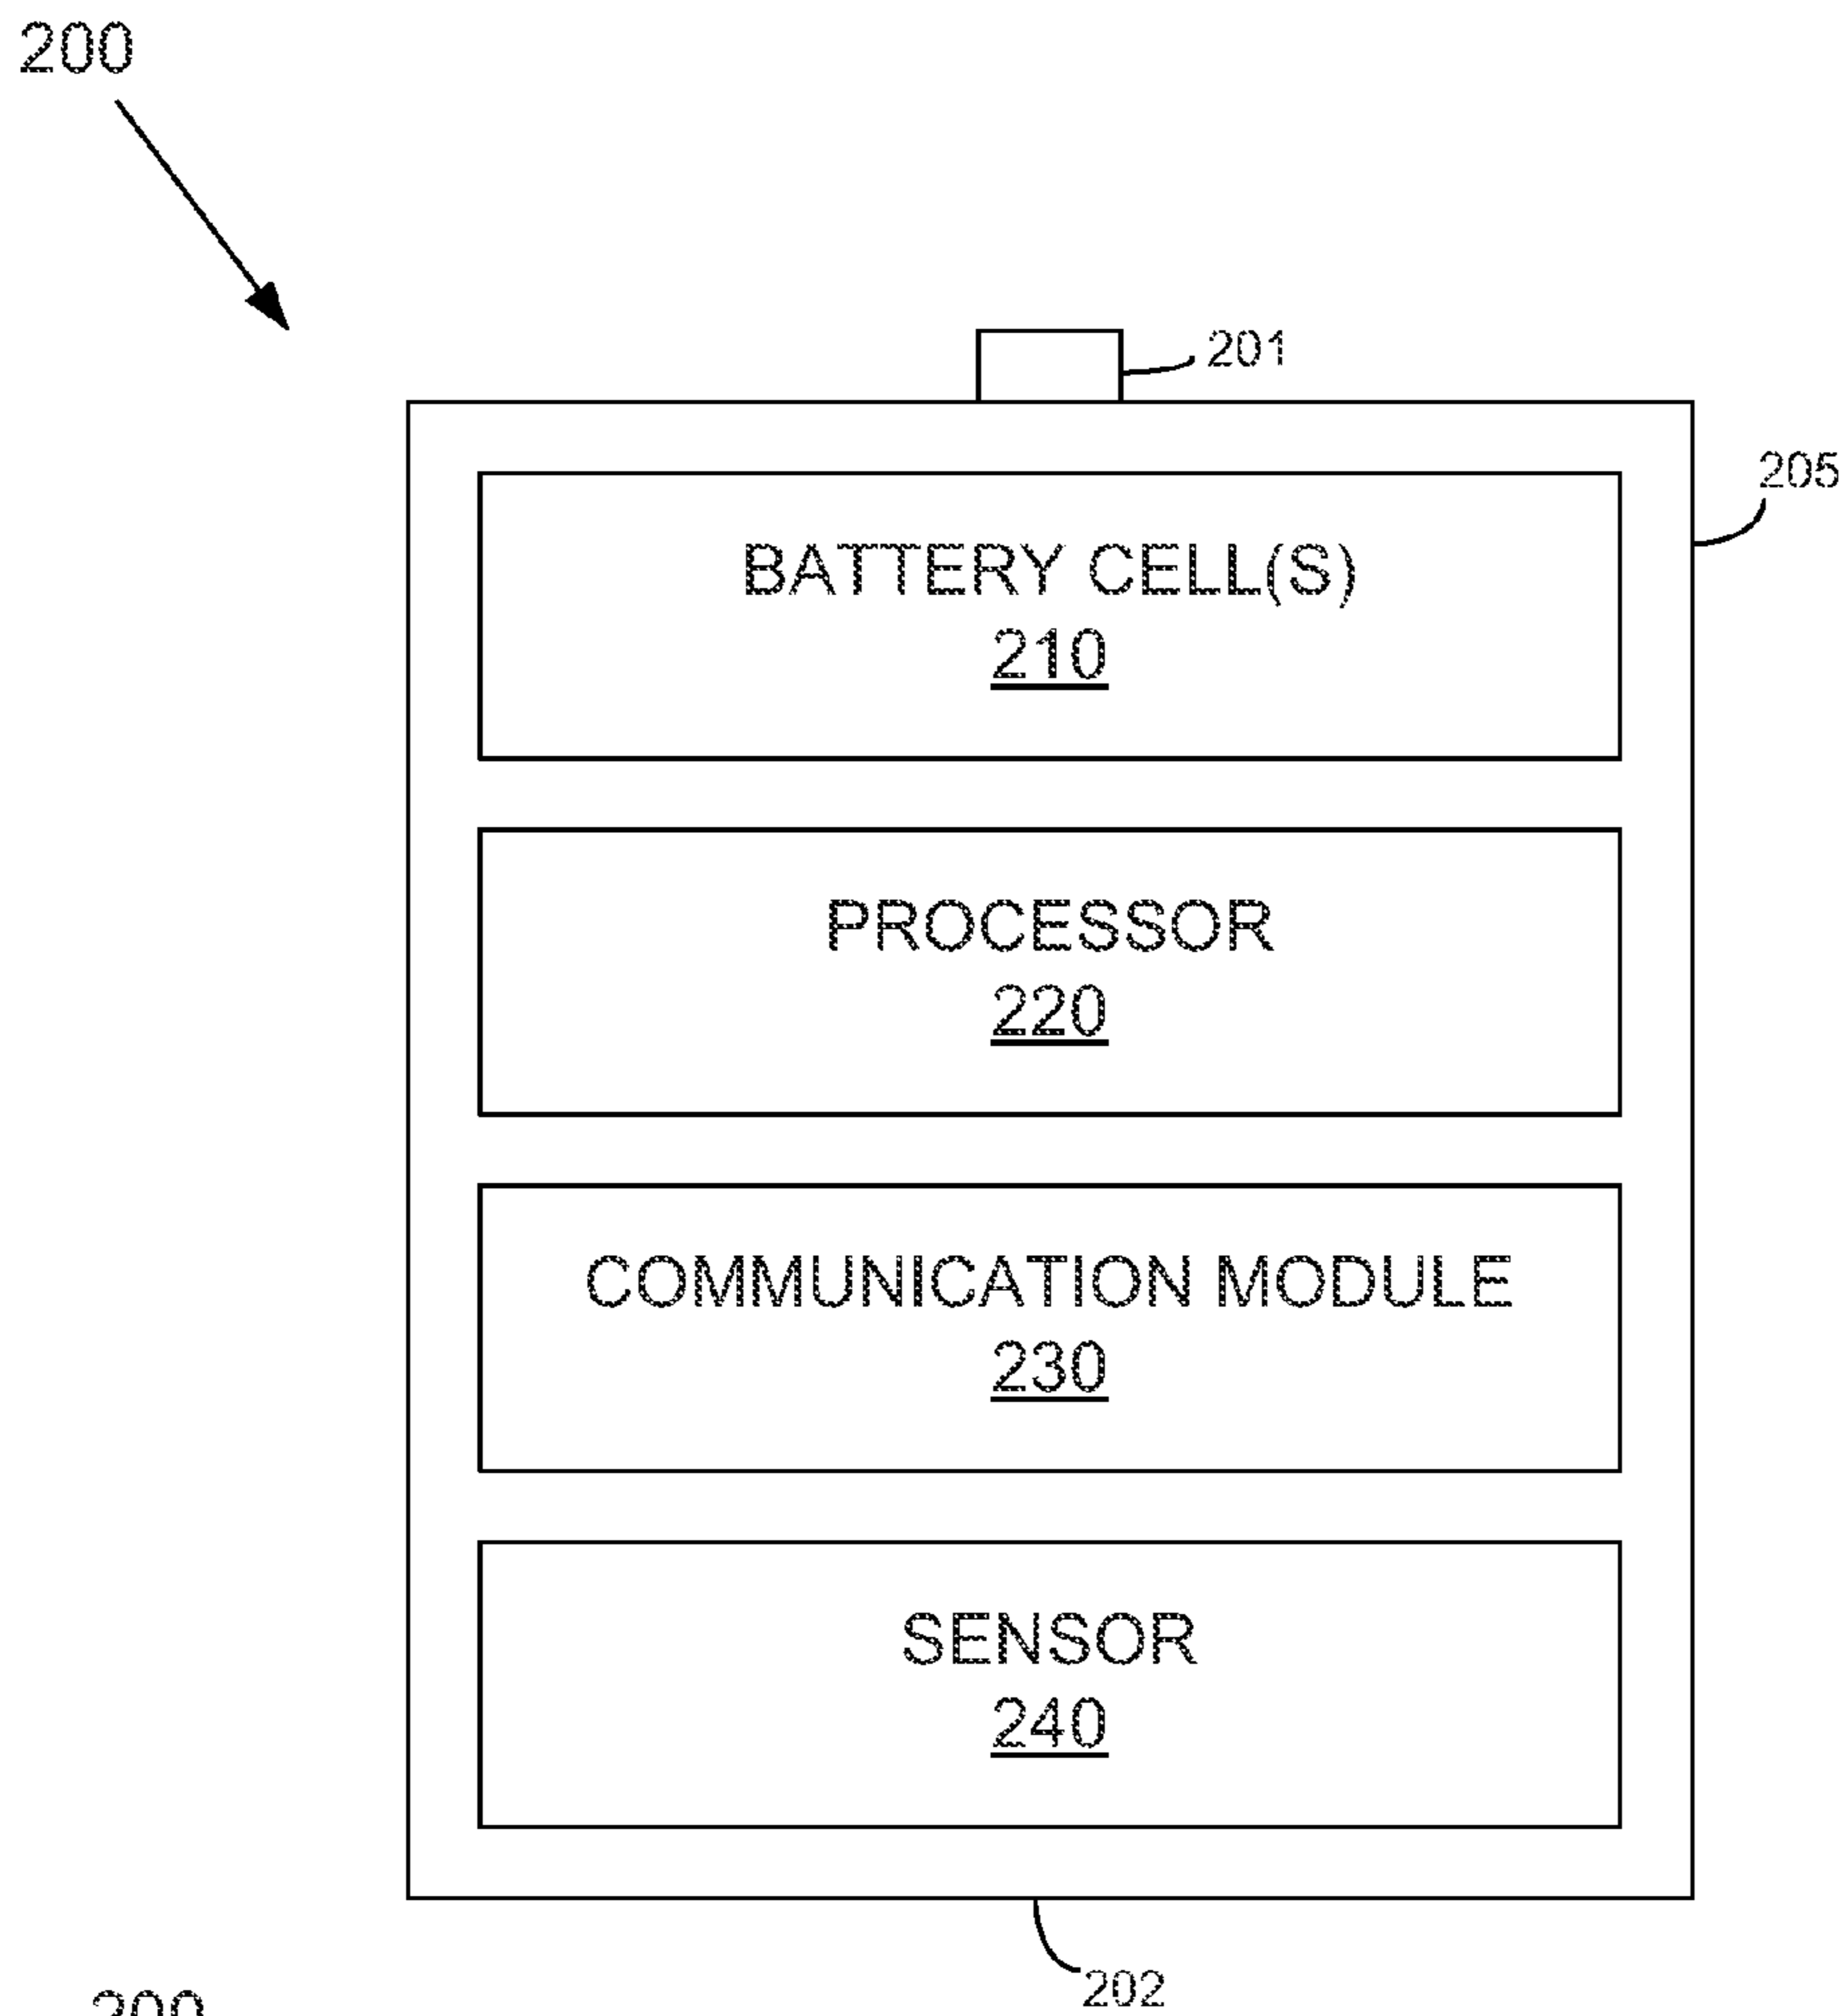 200
201
205
BATTERY CELL(S)
210
PROCESSOR
220
COMMUNICATION MODULE
230
SENSOR
240
202